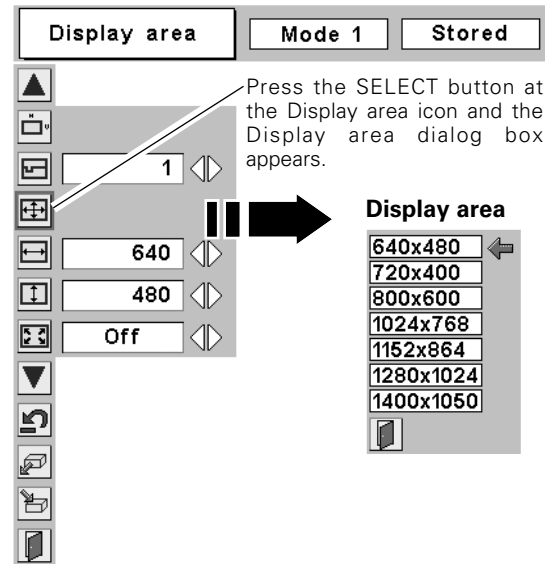 Display area
Mode 1
Stored
Press the SELECT button at
the Display area icon and the
Display area dialog box
appears.
H
V
1
640
480
Off
Display area
640x480
720x400
800x600
1024x768
1152x864
1280x1024
1400x1050